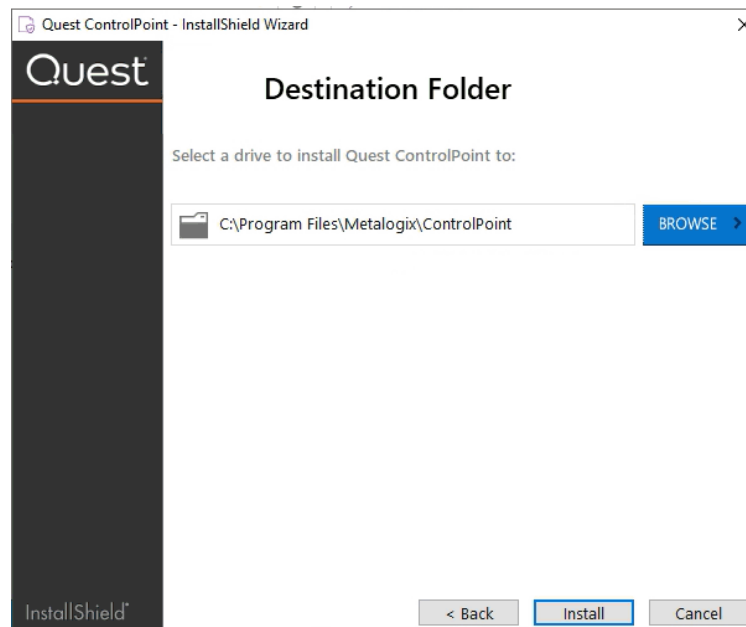 Quest ControlPoint - InstallShield Wizard
Quest
Destination Folder
Select a drive to install Quest ControlPoint to:
C:\Program Files\Metalogix\ControlPoint
BROWSE >
InstallShield
< Back
Install
Cancel